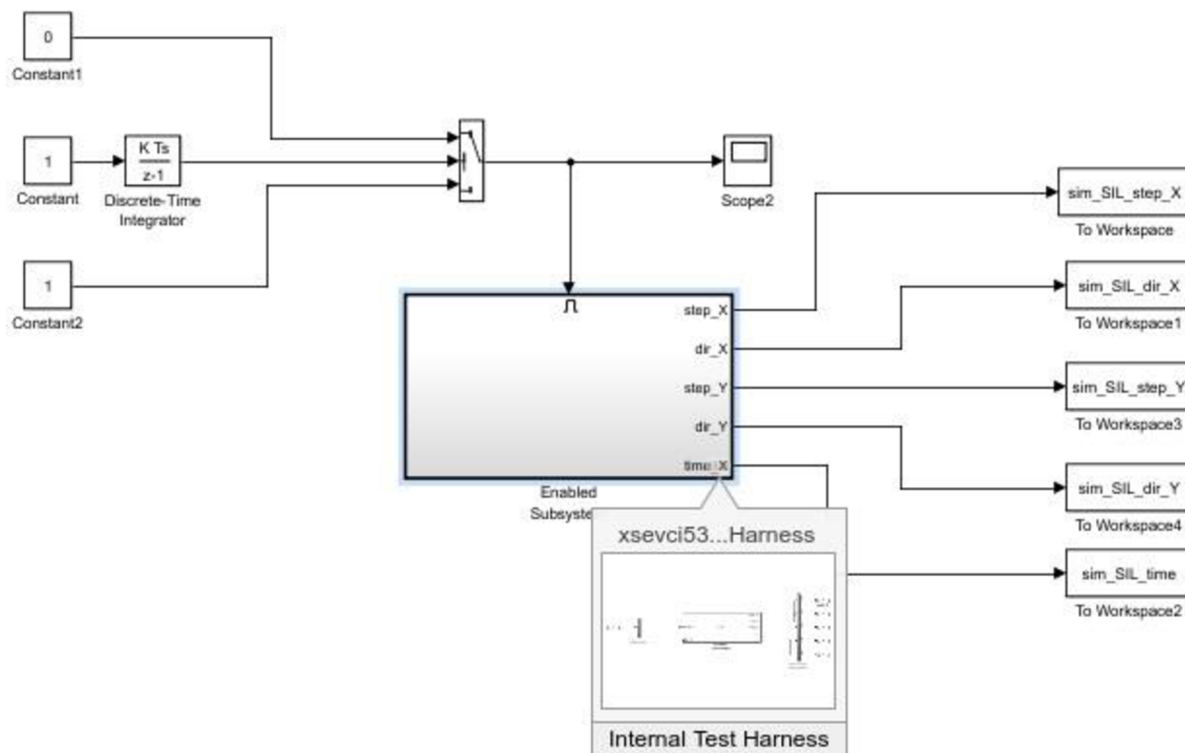 0
Constant1
1
Constant
K Ts
z-1
Discrete-Time
Integrator
1
Constant2
Scope2
step_X
dir_X
step_Y
dir_Y
time_X
Enabled
sim_SIL_step_X
To Workspace
sim_SIL_dir_X
To Workspace1
sim_SIL_step_Y
To Workspace3
sim_SIL_dir_Y
To Workspace4
sim_SIL_time
To Workspace2
xsevci53...Harness
Internal Test Harness